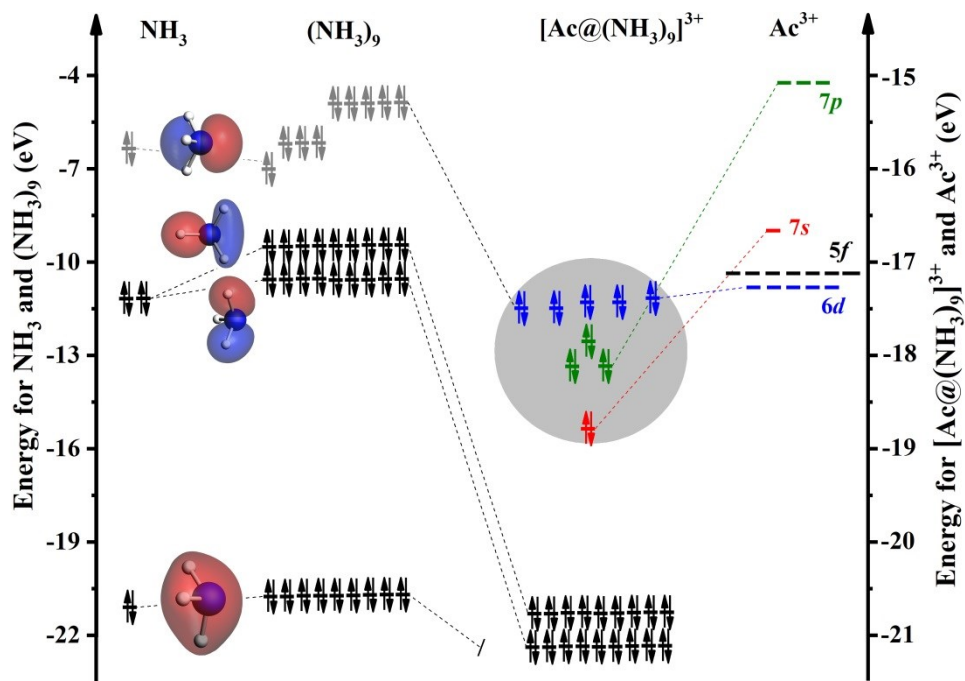 NH₃
(NH₃)₉
[Ac@(NH₃)₉]³⁺
Ac³⁺
Energy for NH₃ and (NH₃)₉ (eV)
-4
-7
-10
-13
-16
-19
-22
7p
7s
5f
6d
-15
-16
-17
-18
-19
-20
-21
Energy for [Ac@(NH₃)₉]³⁺ and Ac³⁺ (eV)